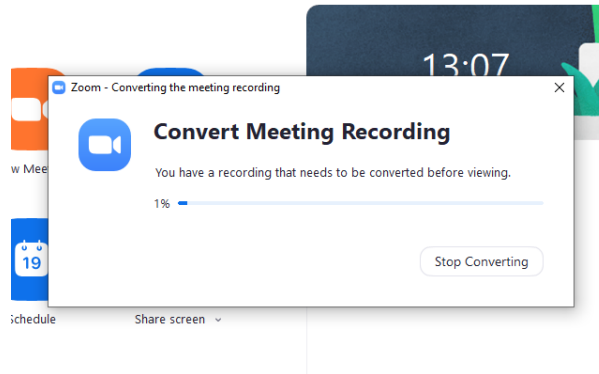 13:07
Zoom - Converting the meeting recording
Convert Meeting Recording
You have a recording that needs to be converted before viewing.
1%
Stop Converting
w Mee
19
Schedule
Share screen